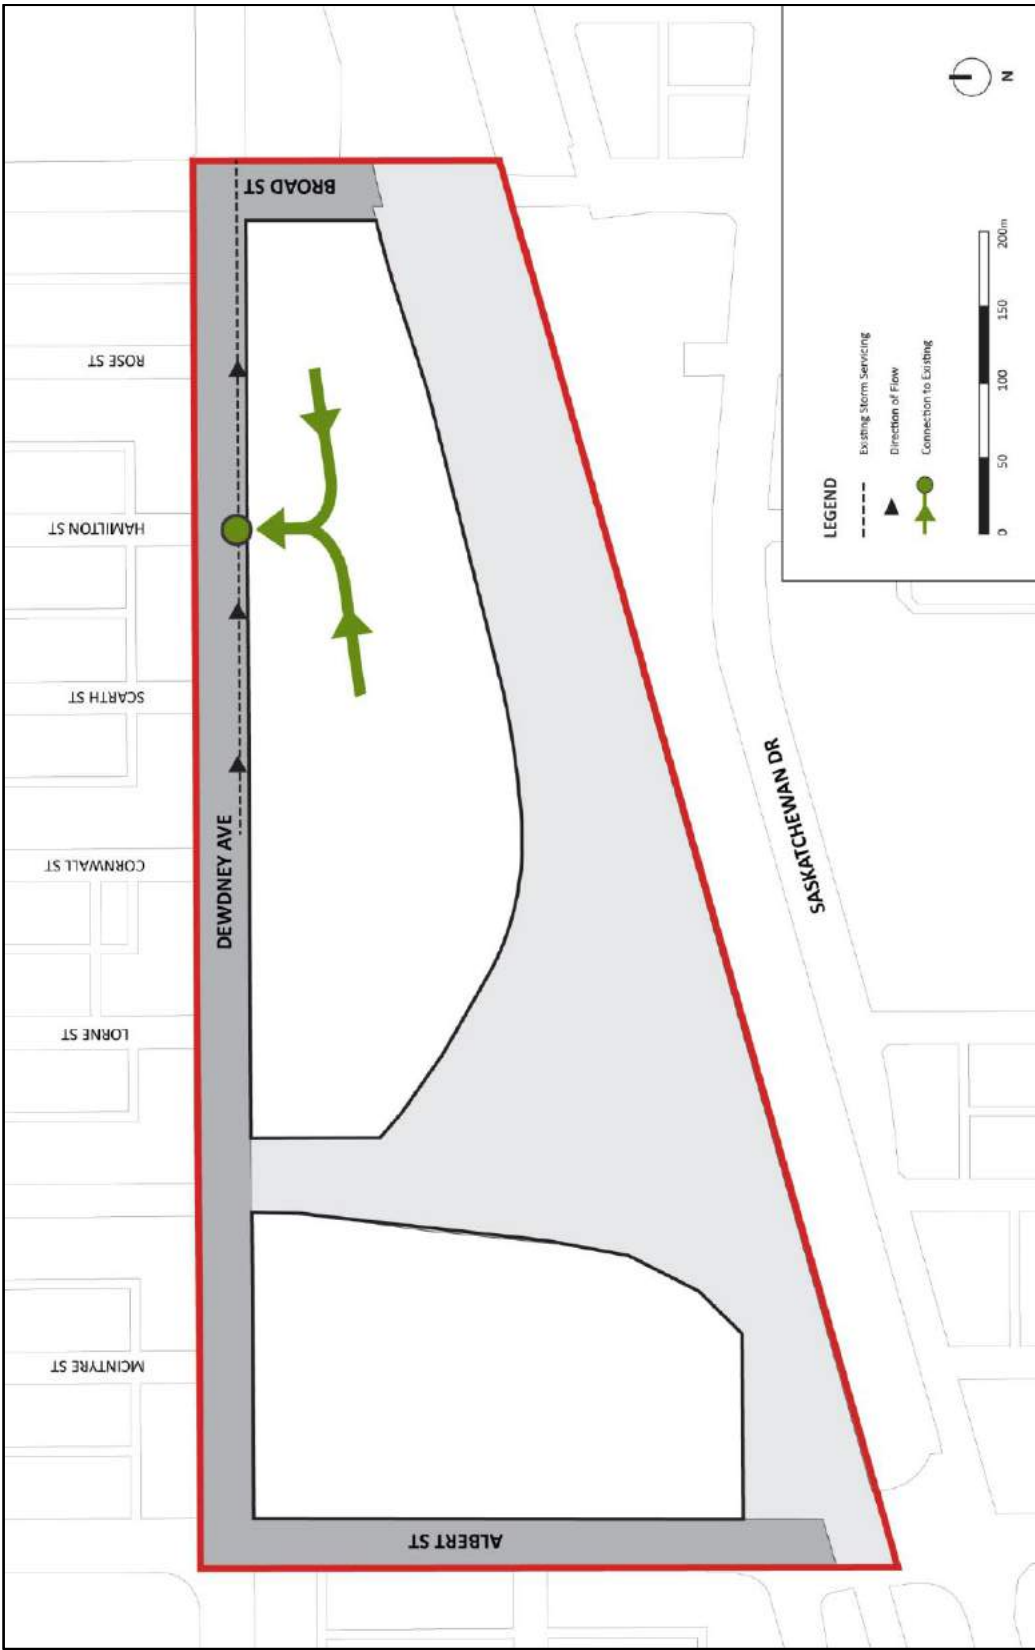 ROSE ST
HAMILTON ST
SCARTH ST
CORNWALL ST
LORNE ST
MCINTYRE ST
BROAD ST
DEWDNEY AVE
ALBERT ST
SASKATCHEWAN DR
LEGEND
Existing Storm Servicing
Direction of Flow
Connection to Existing
0 50 100 150 200m
N